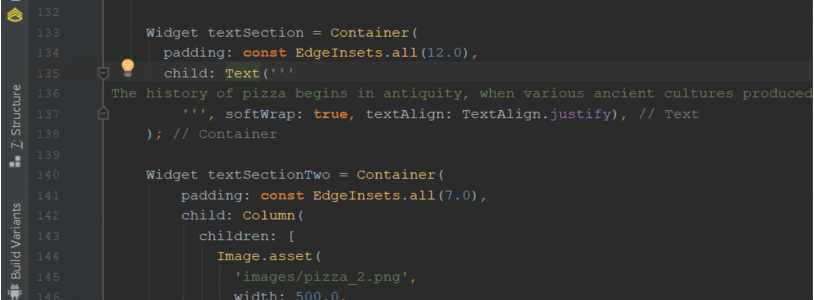 132
133 Widget textSection = Container(
134 padding: const EdgeInsets.all(12.0),
135 child: Text('''
136 The history of pizza begins in antiquity, when various ancient cultures produced
137 ''', softWrap: true, textAlign: TextAlign.justify), // Text
138 ); // Container
139
140 Widget textSectionTwo = Container(
141 padding: const EdgeInsets.all(7.0),
142 child: Column(
143 children: [
144 Image.asset(
145 'images/pizza_2.png',
146 width: 500.0,
Z: Structure
Build Variants